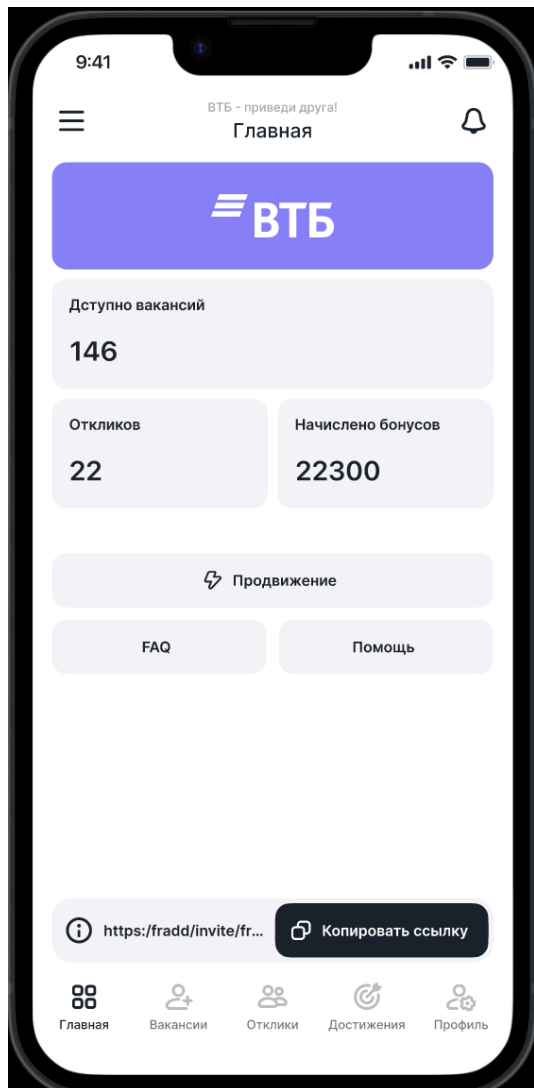 9:41
ВТБ - приведи друга!
Главная
ВТБ
Дступно вакансий
146
Откликов
Начислено бонусов
22
22300
Продвижение
FAQ
Помощь
https:/fradd/invite/fr...
Копировать ссылку
Главная
Вакансии
Отклики
Достижения
Профиль